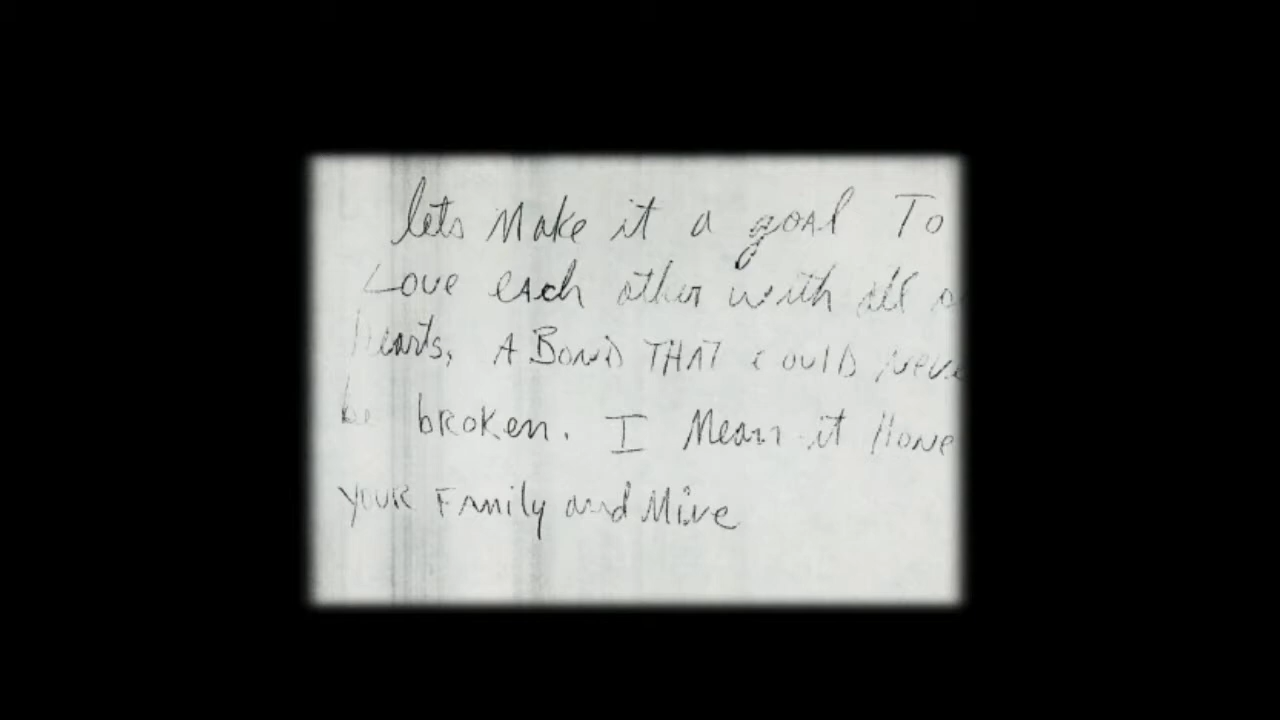 lets Make it a goal To
Love each other with all
hearts, A BonD THAT couLD
be broken. I Mean it
YouR FAmily and Mine